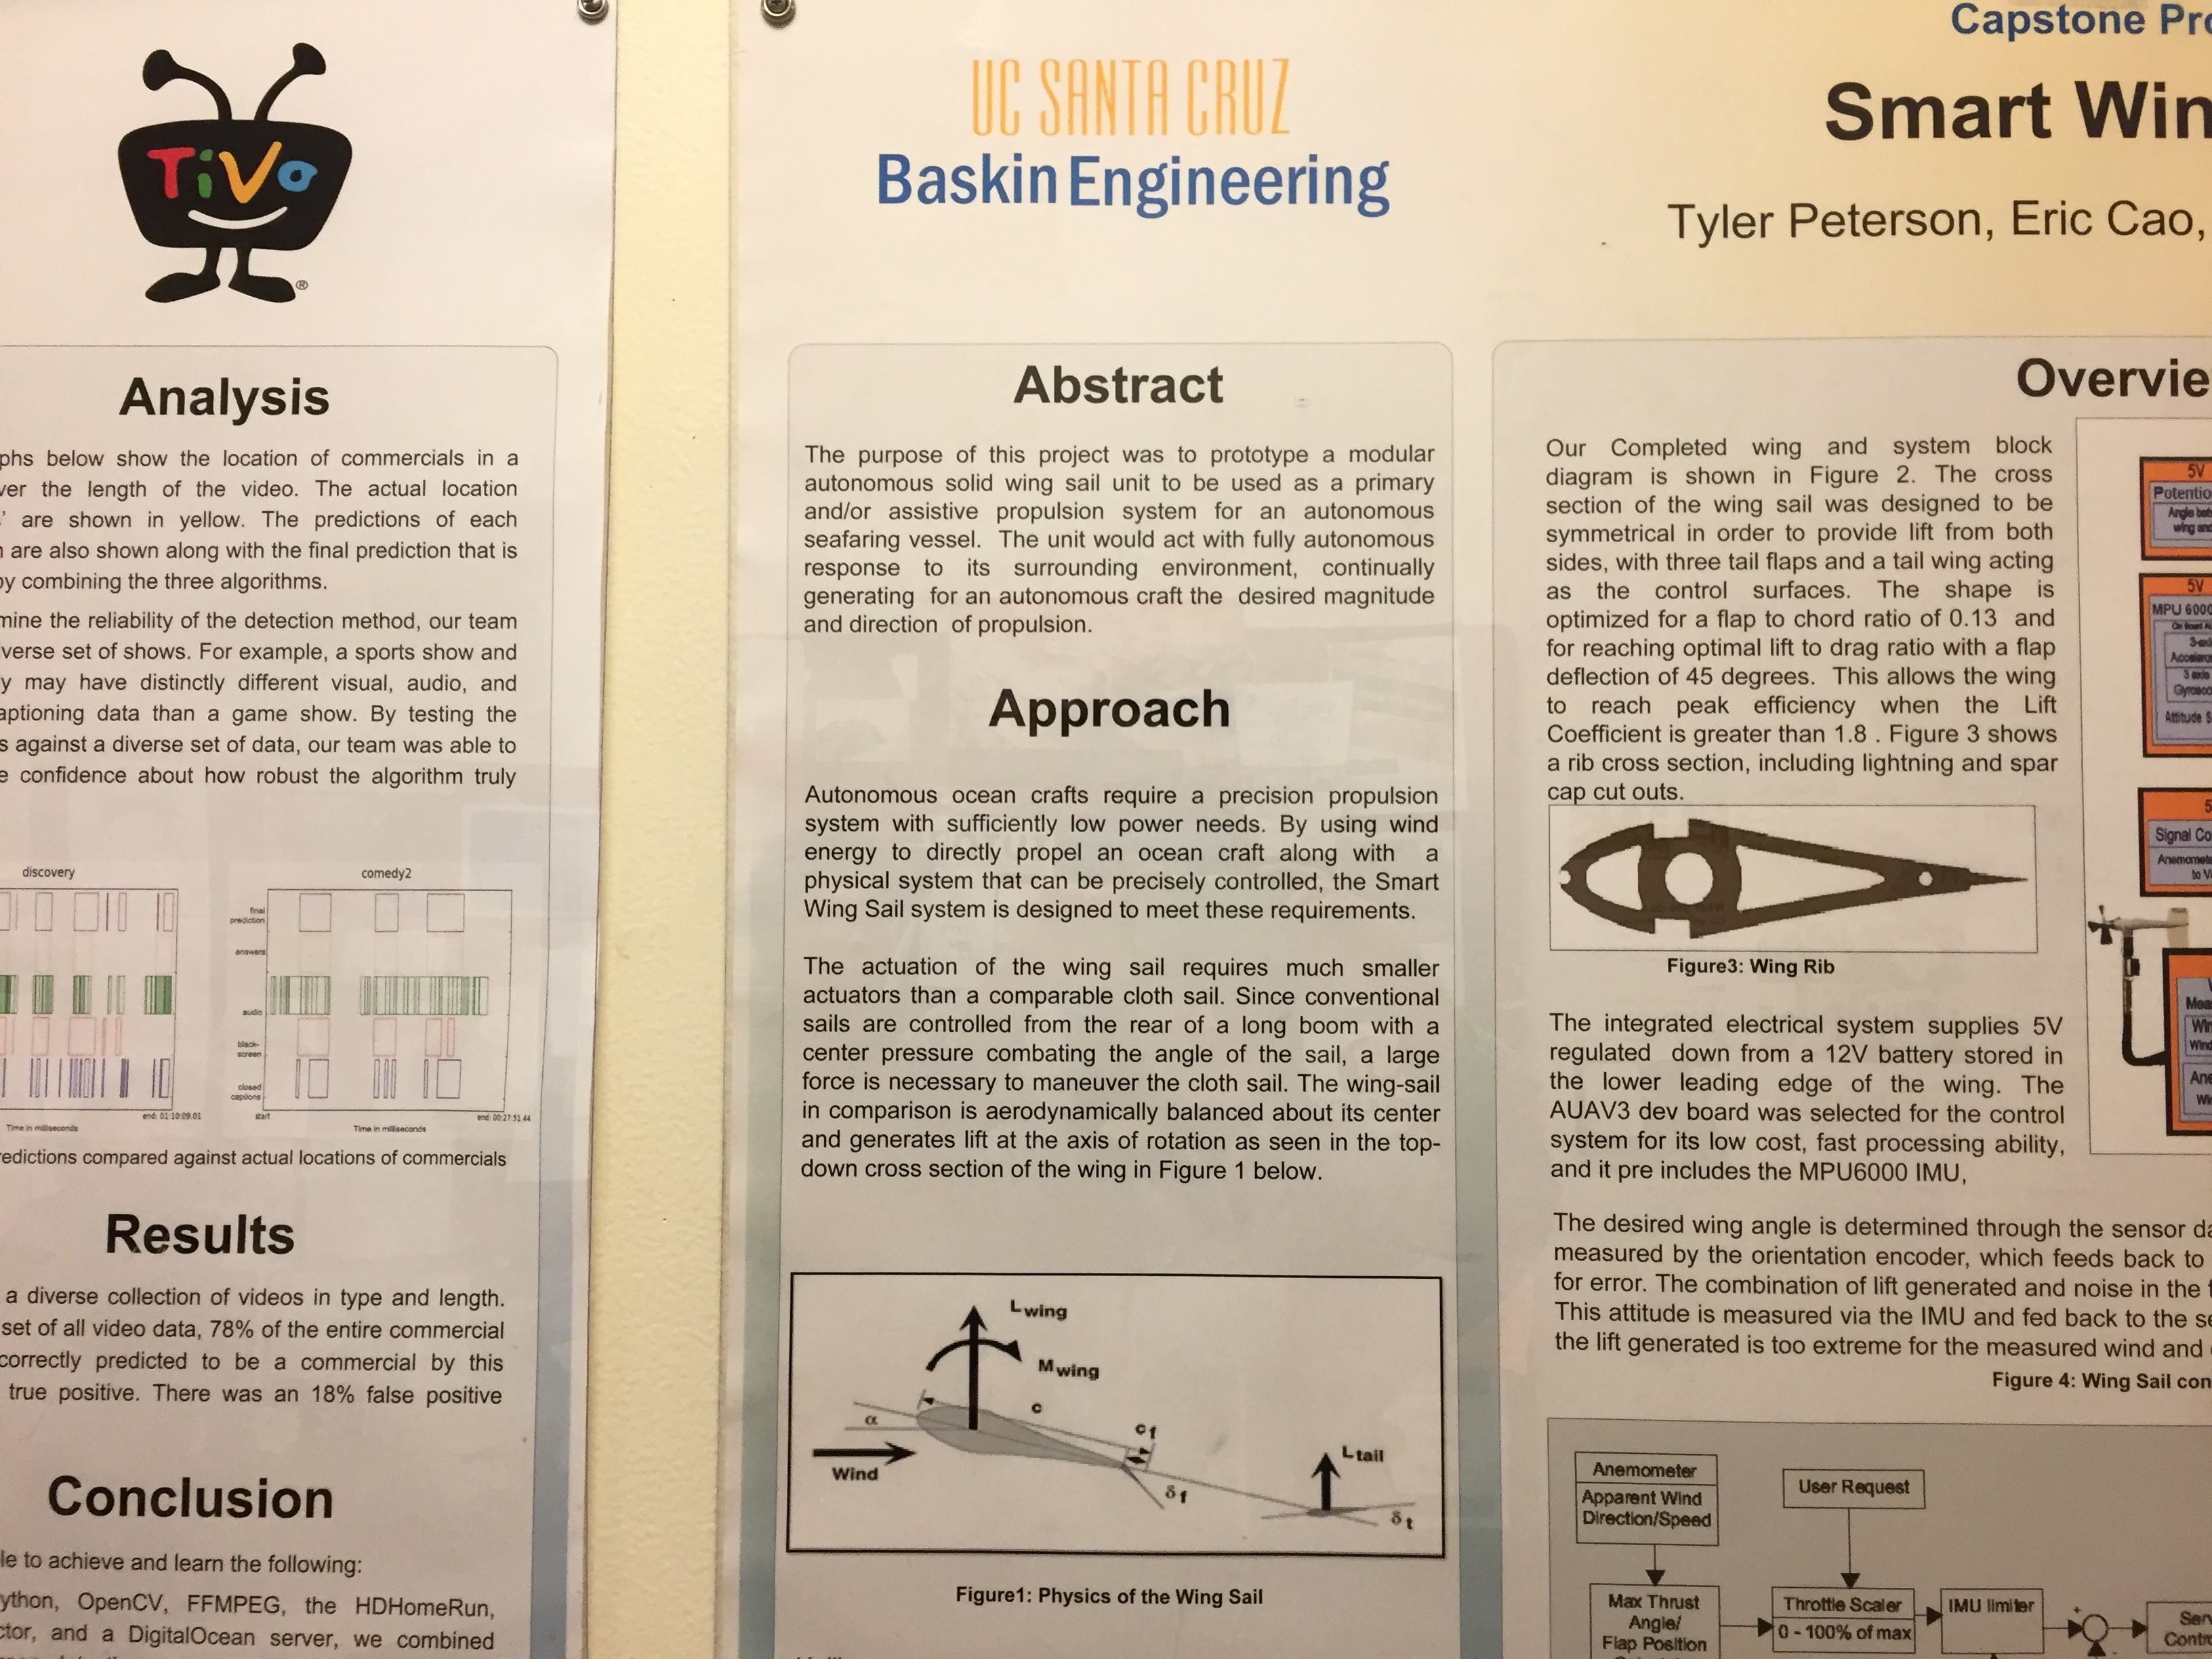 TiVo
®
Analysis
below show the location of commercials in a
the length of the video. The actual location
are shown in yellow. The predictions of each
are also shown along with the final prediction that is
by combining the three algorithms.
the reliability of the detection method, our team
set of shows. For example, a sports show and
may have distinctly different visual, audio, and
data than a game show. By testing the
against a diverse set of data, our team was able to
confidence about how robust the algorithm truly
discovery
comedy2
final
prediction
answers
audio
black-
screen
closed
captions
end: 01:10:09.01
start
end: 00:27:51.44
Time in milliseconds
Time in milliseconds
compared against actual locations of commercials
Results
a diverse collection of videos in type and length.
set of all video data, 78% of the entire commercial
correctly predicted to be a commercial by this
true positive. There was an 18% false positive
Conclusion
to achieve and learn the following:
OpenCV, FFMPEG, the HDHomeRun,
and a DigitalOcean server, we combined
UC SANTA CRUZ
Baskin Engineering
Abstract
The purpose of this project was to prototype a modular
autonomous solid wing sail unit to be used as a primary
and/or assistive propulsion system for an autonomous
seafaring vessel. The unit would act with fully autonomous
response to its surrounding environment, continually
generating for an autonomous craft the desired magnitude
and direction of propulsion.
Approach
Autonomous ocean crafts require a precision propulsion
system with sufficiently low power needs. By using wind
energy to directly propel an ocean craft along with a
physical system that can be precisely controlled, the Smart
Wing Sail system is designed to meet these requirements.
The actuation of the wing sail requires much smaller
actuators than a comparable cloth sail. Since conventional
sails are controlled from the rear of a long boom with a
center pressure combating the angle of the sail, a large
force is necessary to maneuver the cloth sail. The wing-sail
in comparison is aerodynamically balanced about its center
and generates lift at the axis of rotation as seen in the top-
down cross section of the wing in Figure 1 below.
L wing
M wing
α
c
c f
Wind
δ f
L tail
δ t
Figure1: Physics of the Wing Sail
Capstone
Smart
Tyler Peterson, Eric Cao,
Our Completed wing and system block
diagram is shown in Figure 2. The cross
section of the wing sail was designed to be
symmetrical in order to provide lift from both
sides, with three tail flaps and a tail wing acting
as the control surfaces. The shape is
optimized for a flap to chord ratio of 0.13 and
for reaching optimal lift to drag ratio with a flap
deflection of 45 degrees. This allows the wing
to reach peak efficiency when the Lift
Coefficient is greater than 1.8 . Figure 3 shows
a rib cross section, including lightning and spar
cap cut outs.
Figure3: Wing Rib
The integrated electrical system supplies 5V
regulated down from a 12V battery stored in
the lower leading edge of the wing. The
AUAV3 dev board was selected for the control
system for its low cost, fast processing ability,
and it pre includes the MPU6000 IMU,
5V
Angle
wing
5V
MPU 6000
Signal
The desired wing angle is determined through the sensor
measured by the orientation encoder, which feeds back to
for error. The combination of lift generated and noise in the
This attitude is measured via the IMU and fed back to the
the lift generated is too extreme for the measured wind and
Figure 4: Wing Sail
Anemometer
Apparent Wind
Direction/Speed
User Request
Max Thrust
Angle/
Flap Position
Throttle Scaler
0 - 100% of max
IMU limiter
+